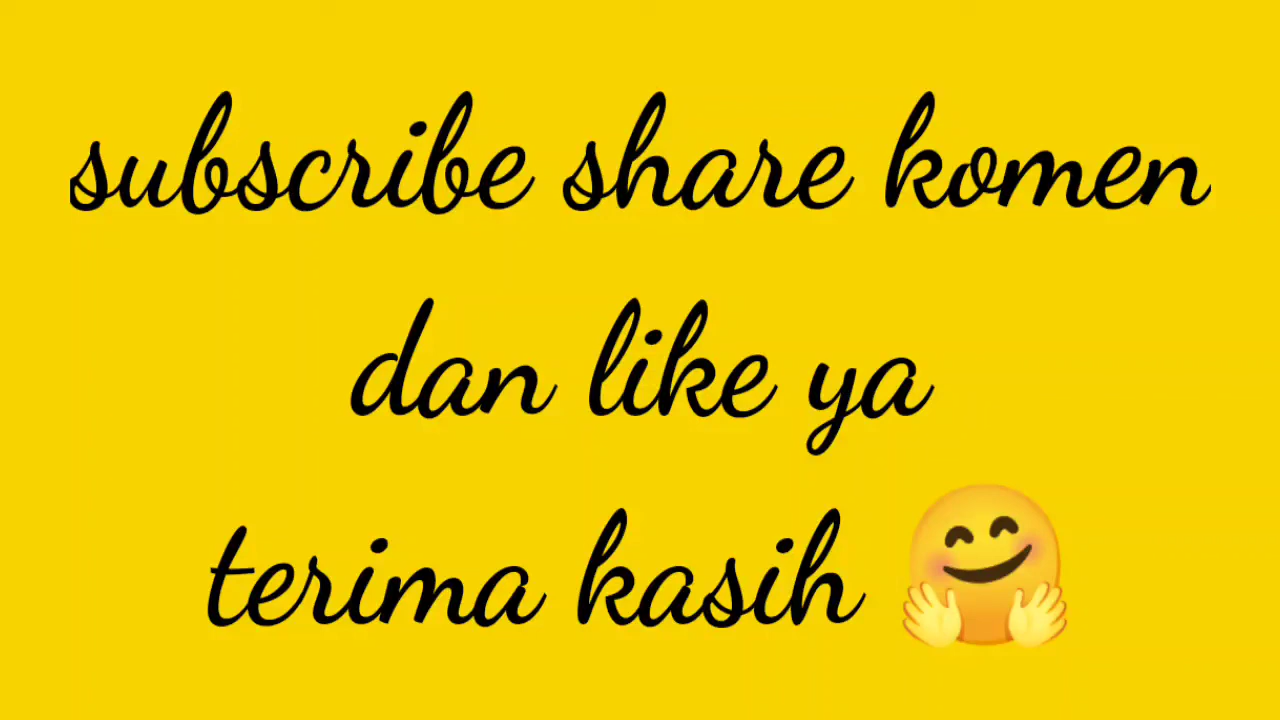 subscribe share komen
dan like ya
terima kasih 🤗